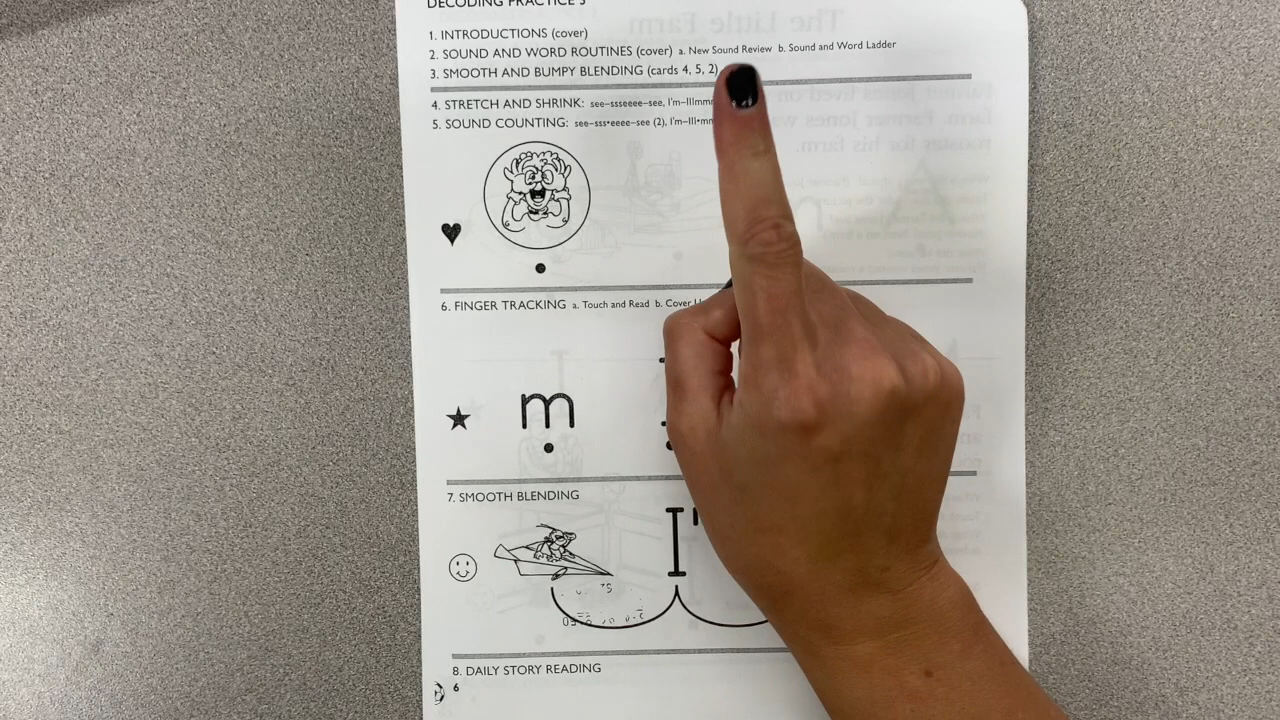 DECODING PRACTICE 3
1. INTRODUCTIONS (cover)
2. SOUND AND WORD ROUTINES (cover) a. New Sound Review b. Sound and Word Ladder
3. SMOOTH AND BUMPY BLENDING (cards 4, 5, 2)
4. STRETCH AND SHRINK: see–ssseeee–see,
5. SOUND COUNTING: see–sss•eeee–see (2),
6. FINGER TRACKING a. Touch and Read b. Cover
m
7. SMOOTH BLENDING
I'
8. DAILY STORY READING
6